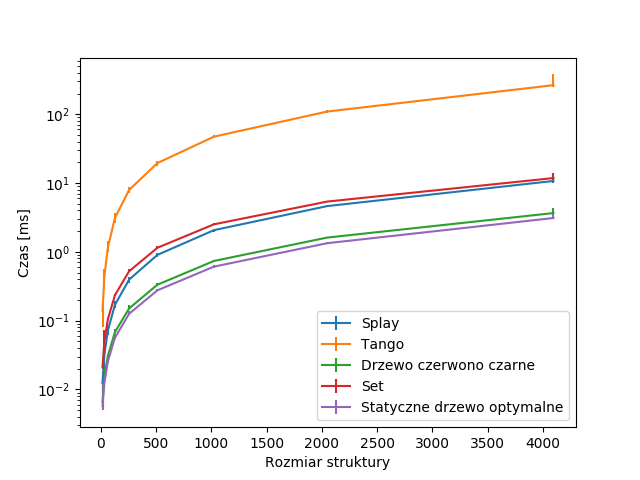 Czas [ms]
10²
10¹
10⁰
10⁻¹
10⁻²
0 500 1000 1500 2000 2500 3000 3500 4000
Rozmiar struktury
Splay
Tango
Drzewo czerwono czarne
Set
Statyczne drzewo optymalne